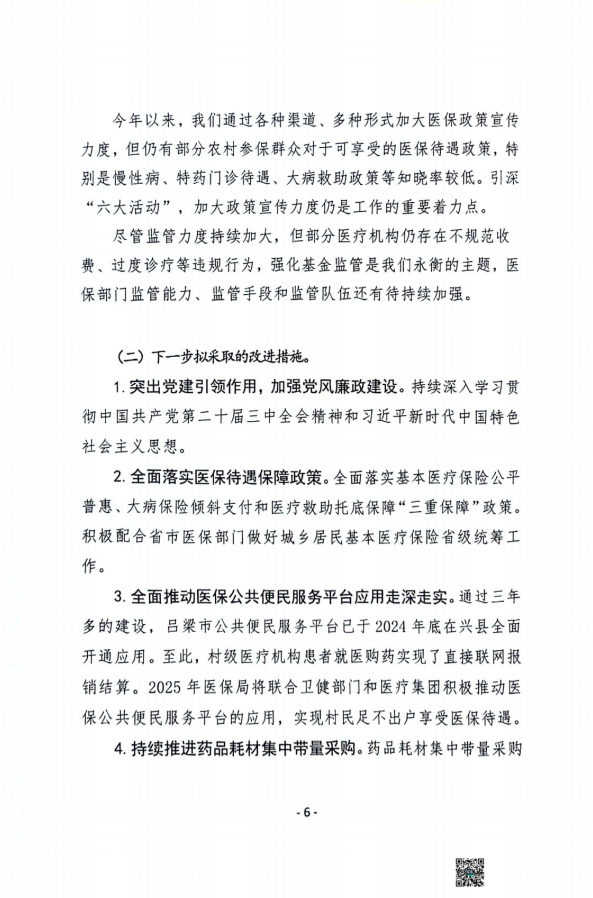 今年以来，我们通过各种渠道、多种形式加大医保政策宣传
力度，但仍有部分农村参保群众对于可享受的医保待遇政策，特
别是慢性病、特药门诊待遇、大病救助政策等知晓率较低。引深
“六大活动”，加大政策宣传力度仍是工作的重要着力点。
尽管监管力度持续加大，但部分医疗机构仍存在不规范收
费、过度诊疗等违规行为，强化基金监管是我们永衡的主题，医
保部门监管能力、监管手段和监管队伍还有待持续加强。
（二）下一步拟采取的改进措施。
1. 突出党建引领作用，加强党风廉政建设。持续深入学习贯
彻中国共产党第二十届三中全会精神和习近平新时代中国特色
社会主义思想。
2. 全面落实医保待遇保障政策。全面落实基本医疗保险公平
普惠、大病保险倾斜支付和医疗救助托底保障“三重保障”政策。
积极配合省市医保部门做好城乡居民基本医疗保险省级统筹工
作。
3. 全面推动医保公共便民服务平台应用走深走实。通过三年
多的建设，吕梁市公共便民服务平台已于 2024 年底在兴县全面
开通应用。至此，村级医疗机构患者就医购药实现了直接联网报
销结算。2025 年医保局将联合卫健部门和医疗集团积极推动医
保公共便民服务平台的应用，实现村民足不出户享受医保待遇。
4. 持续推进药品耗材集中带量采购。药品耗材集中带量采购
- 6 -